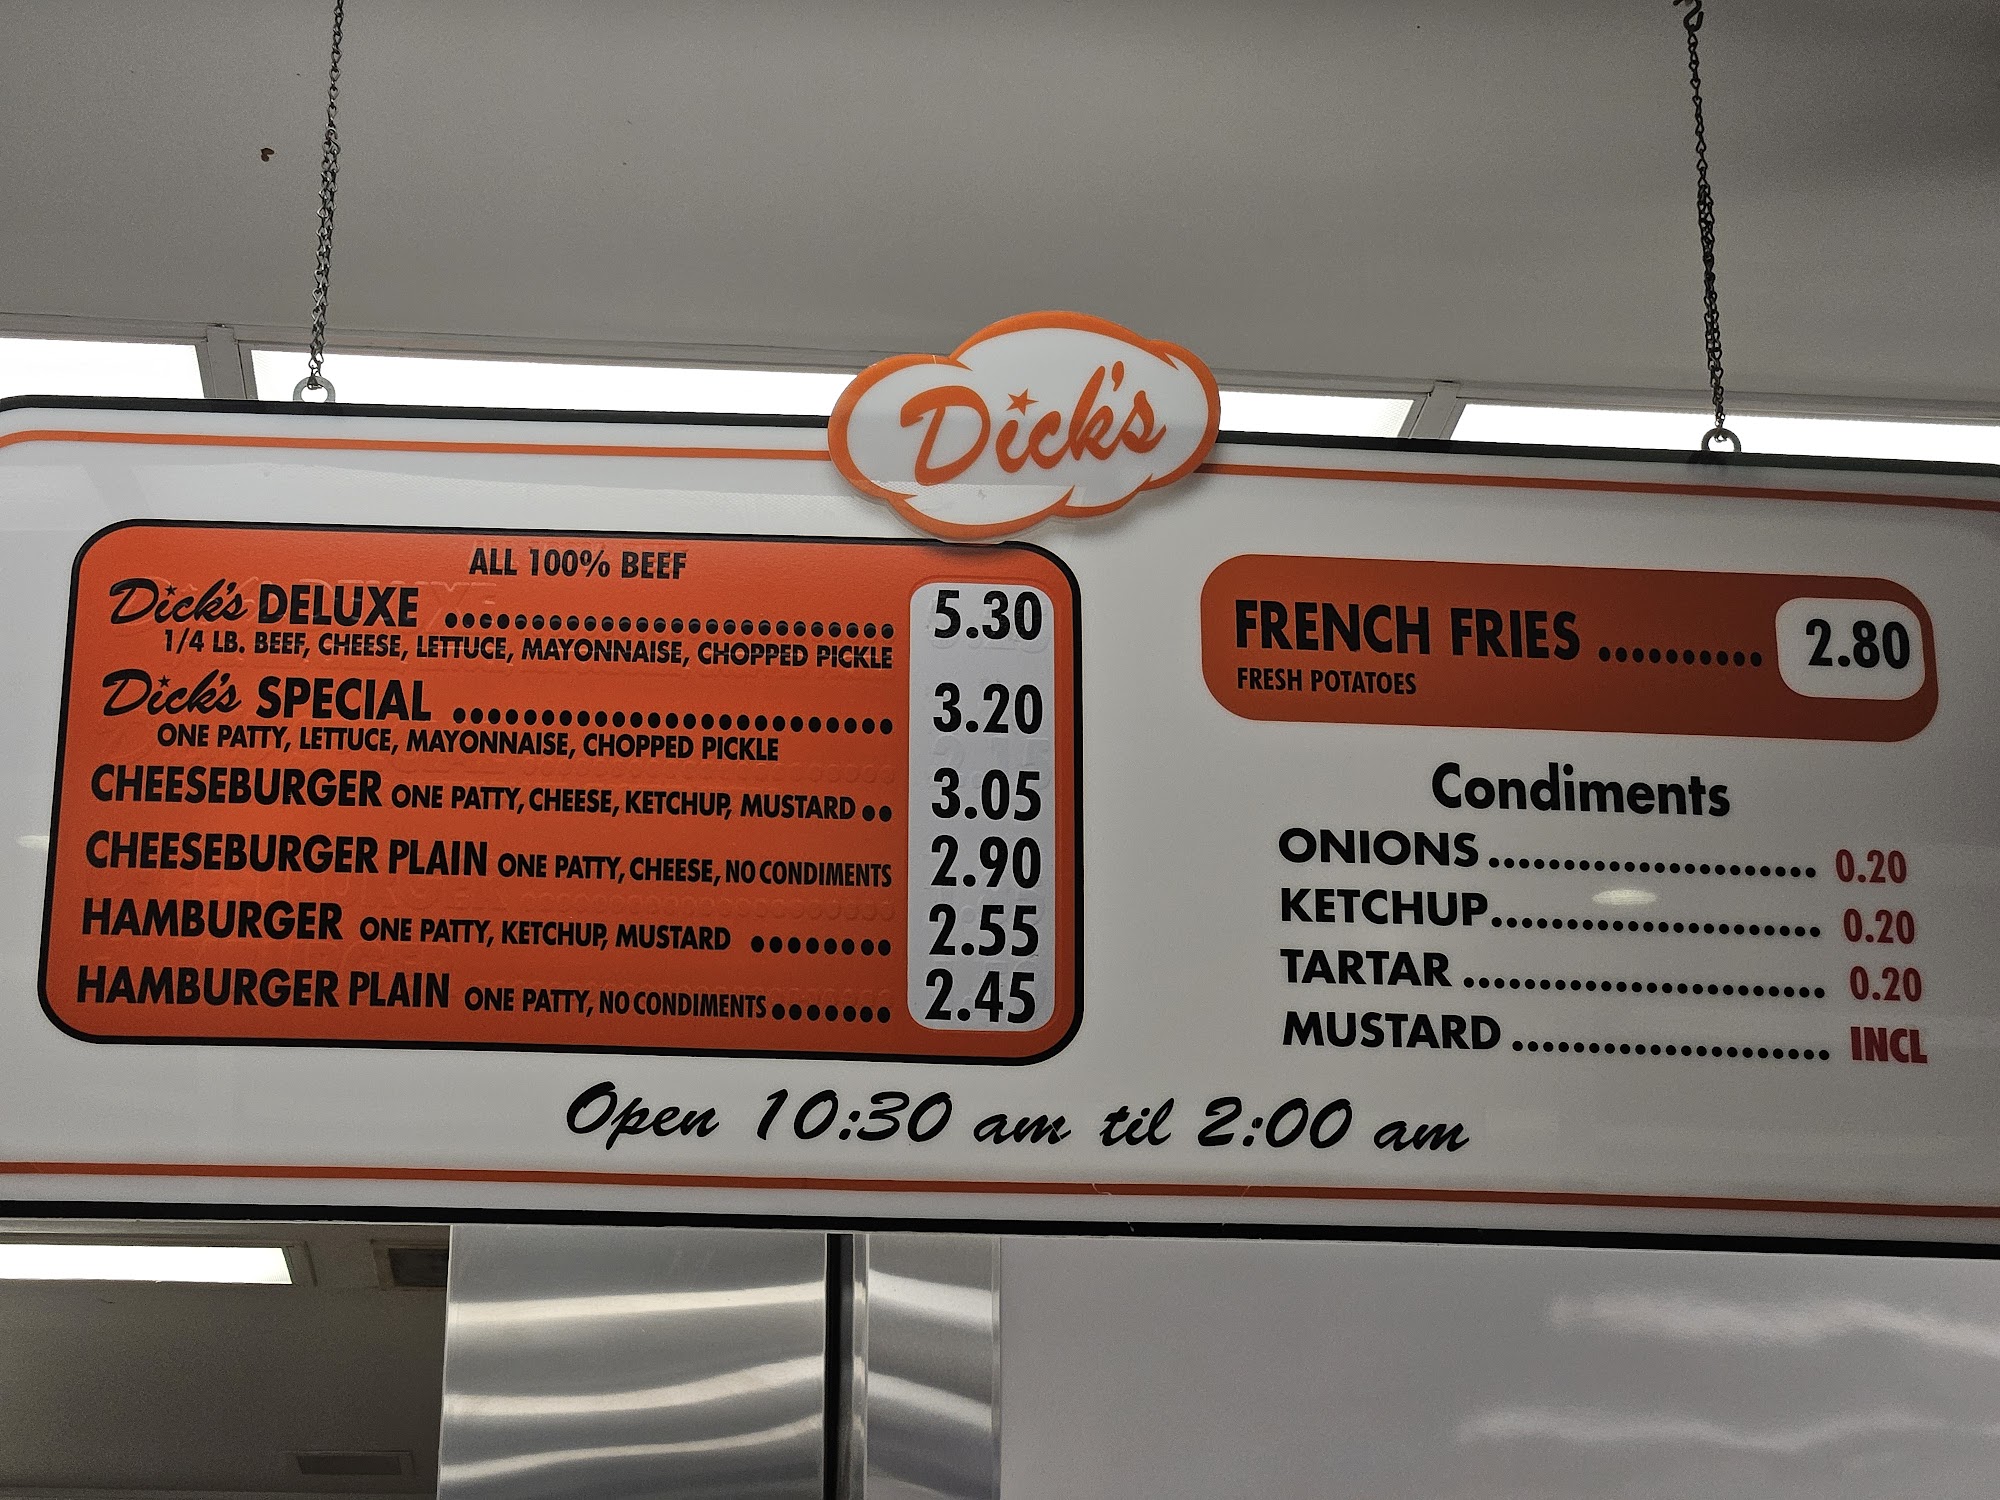 Dick's
ALL 100% BEEF
Dick's DELUXE .......................... 5.30
1/4 LB. BEEF, CHEESE, LETTUCE, MAYONNAISE, CHOPPED PICKLE
Dick's SPECIAL ......................... 3.20
ONE PATTY, LETTUCE, MAYONNAISE, CHOPPED PICKLE
CHEESEBURGER ONE PATTY, CHEESE, KETCHUP, MUSTARD .. 3.05
CHEESEBURGER PLAIN ONE PATTY, CHEESE, NO CONDIMENTS 2.90
HAMBURGER ONE PATTY, KETCHUP, MUSTARD ........ 2.55
HAMBURGER PLAIN ONE PATTY, NO CONDIMENTS ....... 2.45
FRENCH FRIES .......... 2.80
FRESH POTATOES
Condiments
ONIONS ...................... 0.20
KETCHUP ...................... 0.20
TARTAR ........................ 0.20
MUSTARD ..................... INCL
Open 10:30 am til 2:00 am